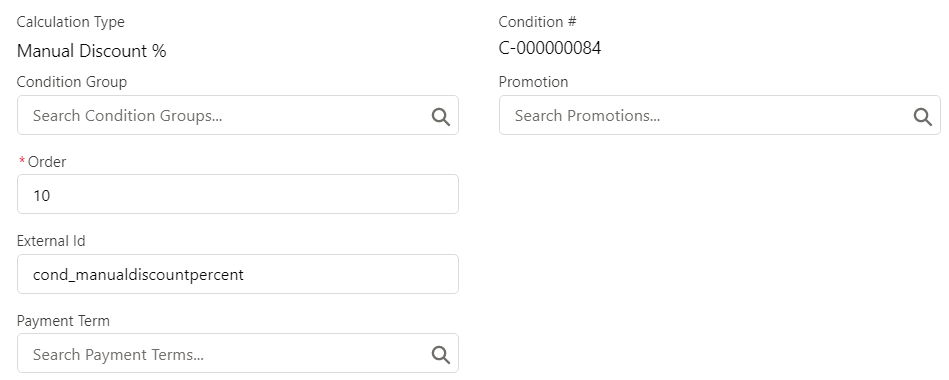 Calculation Type
Manual Discount %
Condition #
C-000000084
Condition Group
Search Condition Groups...
Promotion
Search Promotions...
* Order
10
External Id
cond_manualdiscountpercent
Payment Term
Search Payment Terms...